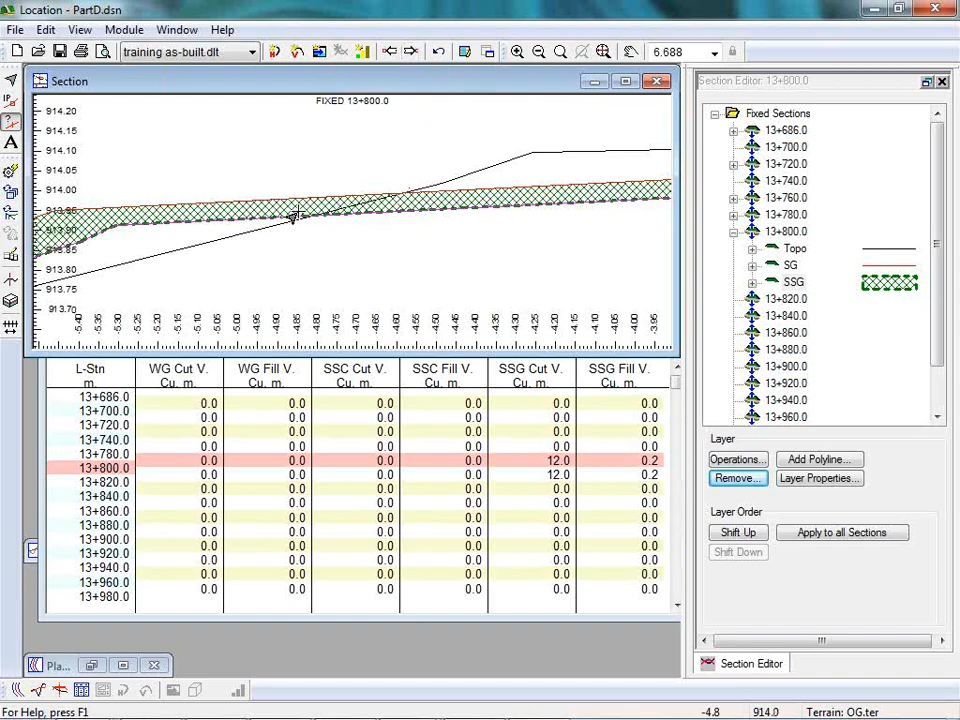 Location - PartD.dsn
File Edit View Module Window Help
training as-built.dlt 6.688
Section
Section Editor: 13+800.0
FIXED 13+800.0
914.20
914.15
914.10
914.05
914.00
913.95
913.90
913.85
913.80
913.75
913.70
-5.40 -5.35 -5.30 -5.25 -5.20 -5.15 -5.10 -5.05 -5.00 -4.95 -4.90 -4.85 -4.80 -4.75 -4.70 -4.65 -4.60 -4.55 -4.50 -4.45 -4.40 -4.35 -4.30 -4.25 -4.20 -4.15 -4.10 -4.05 -4.00 -3.95
Fixed Sections
13+686.0
13+700.0
13+720.0
13+740.0
13+760.0
13+780.0
13+800.0
Topo
SG
SSG
13+820.0
13+840.0
13+860.0
13+880.0
13+900.0
13+920.0
13+940.0
13+960.0
L-Stn WG Cut V. WG Fill V. SSC Cut V. SSC Fill V. SSG Cut V. SSG Fill V.
m. Cu. m. Cu. m. Cu. m. Cu. m. Cu. m. Cu. m.
13+686.0 0.0 0.0 0.0 0.0 0.0 0.0
13+700.0 0.0 0.0 0.0 0.0 0.0 0.0
13+720.0 0.0 0.0 0.0 0.0 0.0 0.0
13+740.0 0.0 0.0 0.0 0.0 0.0 0.0
13+780.0 0.0 0.0 0.0 0.0 12.0 0.2
13+800.0 0.0 0.0 0.0 0.0 12.0 0.2
13+820.0 0.0 0.0 0.0 0.0 0.0 0.0
13+840.0 0.0 0.0 0.0 0.0 0.0 0.0
13+860.0 0.0 0.0 0.0 0.0 0.0 0.0
13+880.0 0.0 0.0 0.0 0.0 0.0 0.0
13+900.0 0.0 0.0 0.0 0.0 0.0 0.0
13+920.0 0.0 0.0 0.0 0.0 0.0 0.0
13+940.0 0.0 0.0 0.0 0.0 0.0 0.0
13+960.0 0.0 0.0 0.0 0.0 0.0 0.0
13+980.0
Layer
Operations... Add Polyline...
Remove... Layer Properties...
Layer Order
Shift Up Apply to all Sections
Shift Down
Section Editor
Pla...
For Help, press F1 -4.8 914.0 Terrain: OG.ter